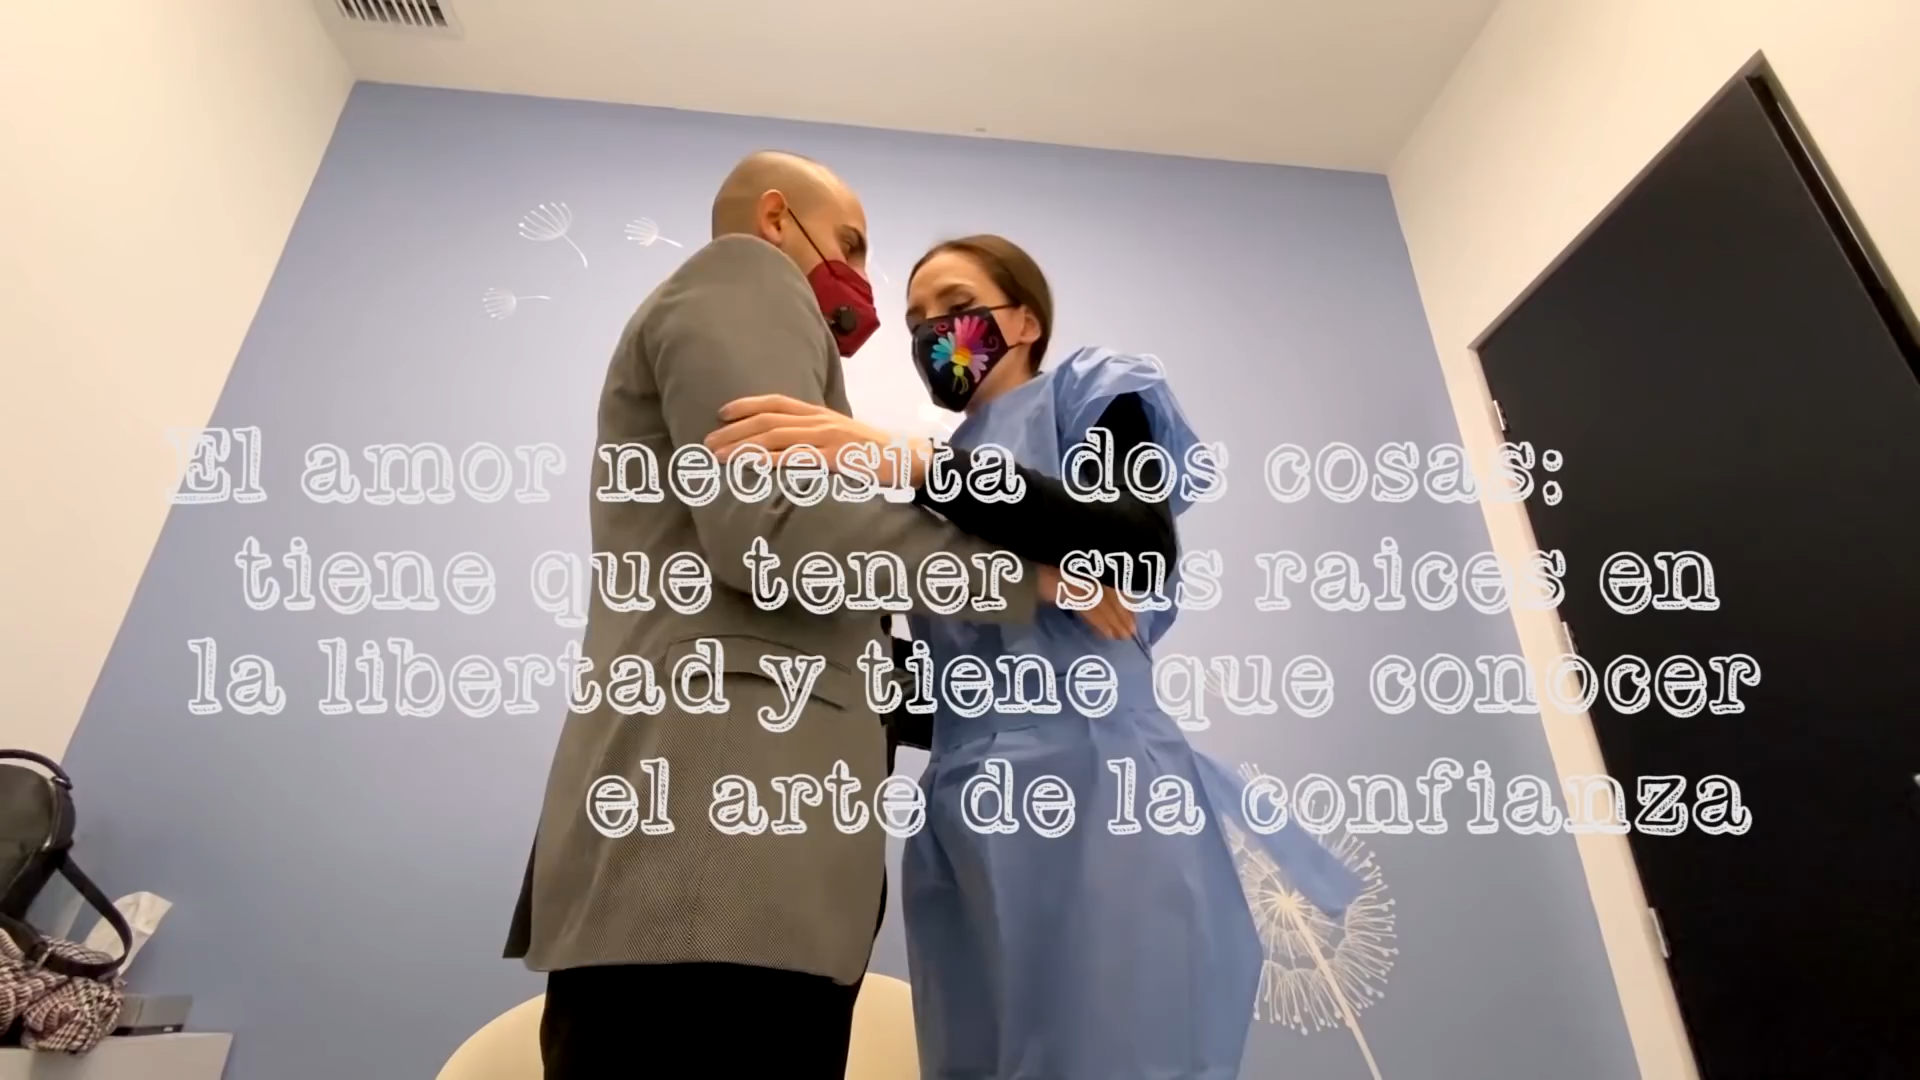 El amor necesita dos cosas:
tiene que tener sus raices en
la libertad y tiene que conocer
el arte de la confianza